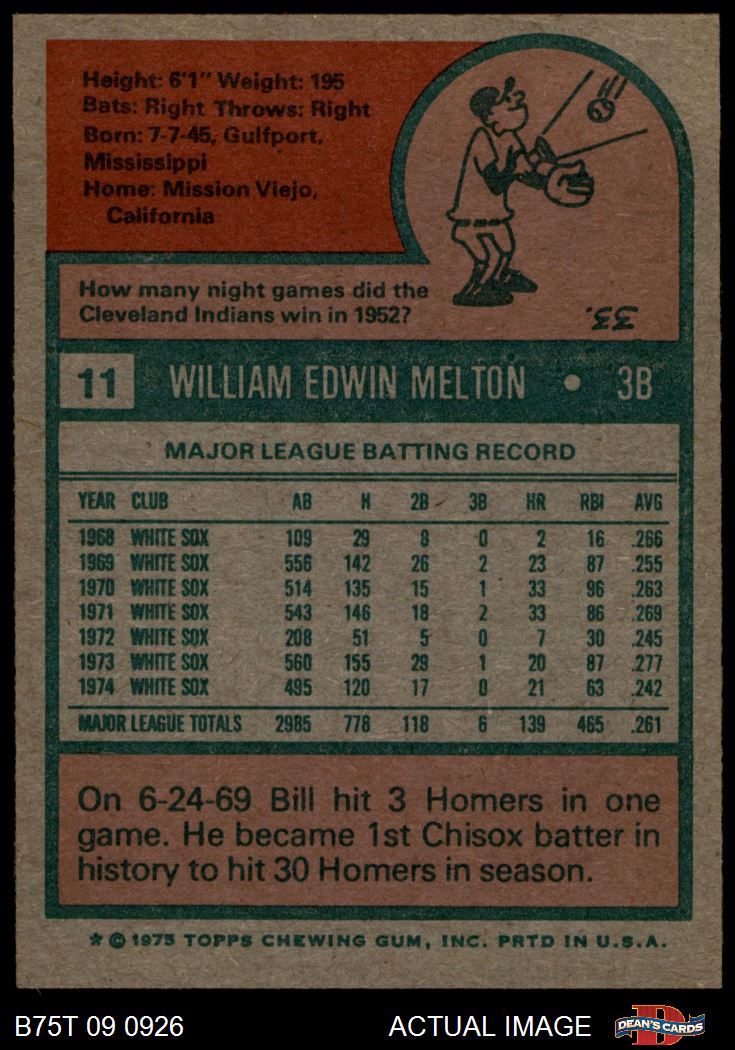 Height: 6'1" Weight: 195
Bats: Right Throws: Right
Born: 7-7-45, Gulfport,
Mississippi
Home: Mission Viejo,
California
How many night games did the
Cleveland Indians win in 1952?
33.
11 WILLIAM EDWIN MELTON • 3B
MAJOR LEAGUE BATTING RECORD
YEAR CLUB AB H 2B 3B HR RBI AVG
1968 WHITE SOX 109 29 8 0 2 16 .266
1969 WHITE SOX 556 142 26 2 23 87 .255
1970 WHITE SOX 514 135 15 1 33 96 .263
1971 WHITE SOX 543 146 18 2 33 86 .269
1972 WHITE SOX 208 51 5 0 7 30 .245
1973 WHITE SOX 560 155 29 1 20 87 .277
1974 WHITE SOX 495 120 17 0 21 63 .242
MAJOR LEAGUE TOTALS 2985 778 118 6 139 465 .261
On 6-24-69 Bill hit 3 Homers in one
game. He became 1st Chisox batter in
history to hit 30 Homers in season.
* © 1975 TOPPS CHEWING GUM, INC. PRTD IN U.S.A.
B75T 09 0926 ACTUAL IMAGE DEAN'S CARDS